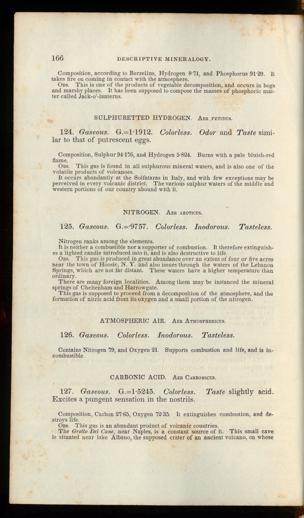 166
DESCRIPTIVE MINERALOGY.
Composition, according to Berzelius, Hydrogen 8·71, and Phosphorus 91·29. It
takes fire on coming in contact with the atmosphere.
Obs. This is one of the products of vegetable decomposition, and occurs in bogs
and marshy places. It has been supposed to compose the masses of phosphoric mat-
ter called Jack-o'-lanterns.
SULPHURETTED HYDROGEN. Aer fetidus.
124. Gaseous. G.=1·1912. Colorless. Odor and Taste simi-
lar to that of putrescent eggs.
Composition, Sulphur 94·176, and Hydrogen 5·824. Burns with a pale bluish-red
flame.
Obs. This gas is found in all sulphurous mineral waters, and is also one of the
volatile products of volcanoes.
It occurs abundantly at the Solfataras in Italy, and with few exceptions may be
perceived in every volcanic district. The various sulphur waters of the middle and
western portions of our country abound with it.
NITROGEN. Aer azoticus.
125. Gaseous. G.=·9757. Colorless. Inodorous. Tasteless.
Nitrogen ranks among the elements.
It is neither a combustible nor a supporter of combustion. It therefore extinguish-
es a lighted candle introduced into it, and is also destructive to life.
Obs. This gas is produced in great abundance over an extent of four or five acres
near the town of Hoosic, N. Y. and also issues through the waters of the Lebanon
Springs, which are not far distant. These waters have a higher temperature than
ordinary.
There are many foreign localities. Among them may be instanced the mineral
springs of Cheltenham and Harrowgate.
This gas is supposed to proceed from a decomposition of the atmosphere, and the
formation of nitric acid from its oxygen and a small portion of the nitrogen.
ATMOSPHERIC AIR. Aer Atmosphericus.
126. Gaseous. Colorless. Inodorous. Tasteless.
Contains Nitrogen 79, and Oxygen 21. Supports combustion and life, and is in-
combustible.
CARBONIC ACID. Aer Carbonicus.
127. Gaseous. G.=1·5245. Colorless. Taste slightly acid.
Excites a pungent sensation in the nostrils.
Composition, Carbon 27·65, Oxygen 72·35. It extinguishes combustion, and de-
stroys life.
Obs. This gas is an abundant product of volcanic countries.
The Grotto Del Cane, near Naples, is a constant source of it. This small cave
is situated near lake Albano, the supposed crater of an ancient volcano, on whose